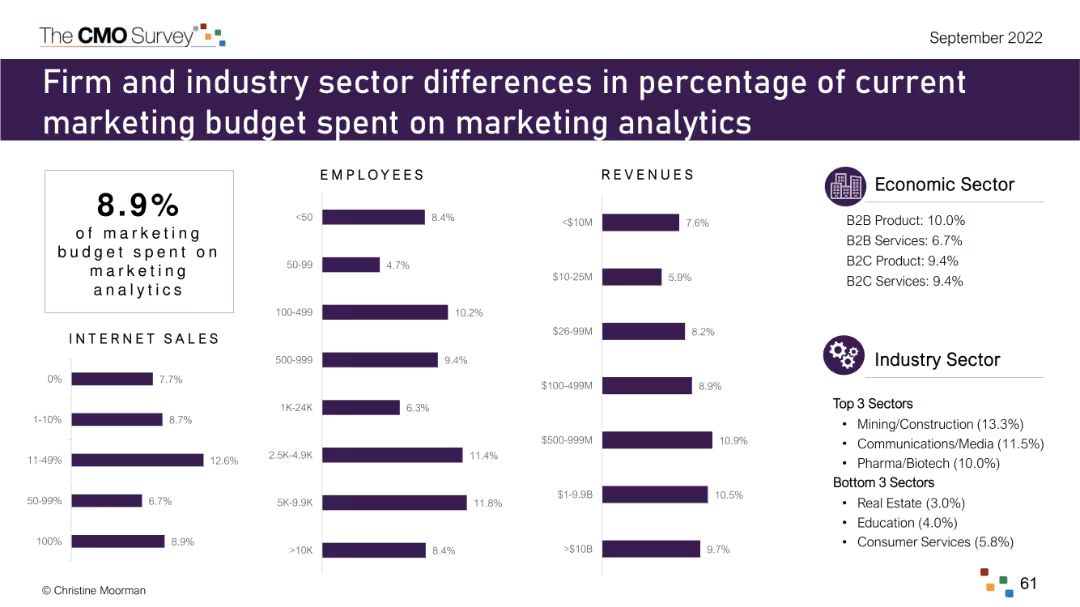 The CMO Survey®
September 2022
Firm and industry sector differences in percentage of current
marketing budget spent on marketing analytics
8.9%
of marketing
budget spent on
marketing
analytics
INTERNET SALES
0% 7.7%
1-10% 8.7%
11-49% 12.6%
50-99% 6.7%
100% 8.9%
EMPLOYEES
<50 8.4%
50-99 4.7%
100-499 10.2%
500-999 9.4%
1K-24K 6.3%
2.5K-4.9K 11.4%
5K-9.9K 11.8%
>10K 8.4%
REVENUES
<$10M 7.6%
$10-25M 5.9%
$26-99M 8.2%
$100-499M 8.9%
$500-999M 10.9%
$1-9.9B 10.5%
>$10B 9.7%
Economic Sector
B2B Product: 10.0%
B2B Services: 6.7%
B2C Product: 9.4%
B2C Services: 9.4%
Industry Sector
Top 3 Sectors
• Mining/Construction (13.3%)
• Communications/Media (11.5%)
• Pharma/Biotech (10.0%)
Bottom 3 Sectors
• Real Estate (3.0%)
• Education (4.0%)
• Consumer Services (5.8%)
© Christine Moorman
61